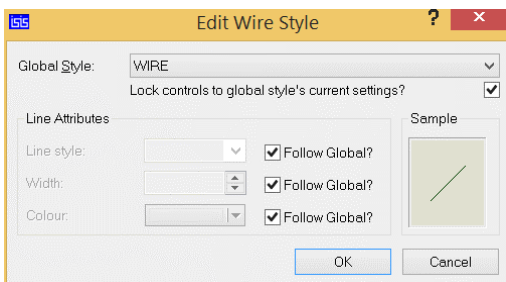 isis
Edit Wire Style
?
Global Style:
WIRE
Lock controls to global style's current settings?
Line Attributes
Sample
Line style:
Follow Global?
Width:
Follow Global?
Colour:
Follow Global?
OK
Cancel